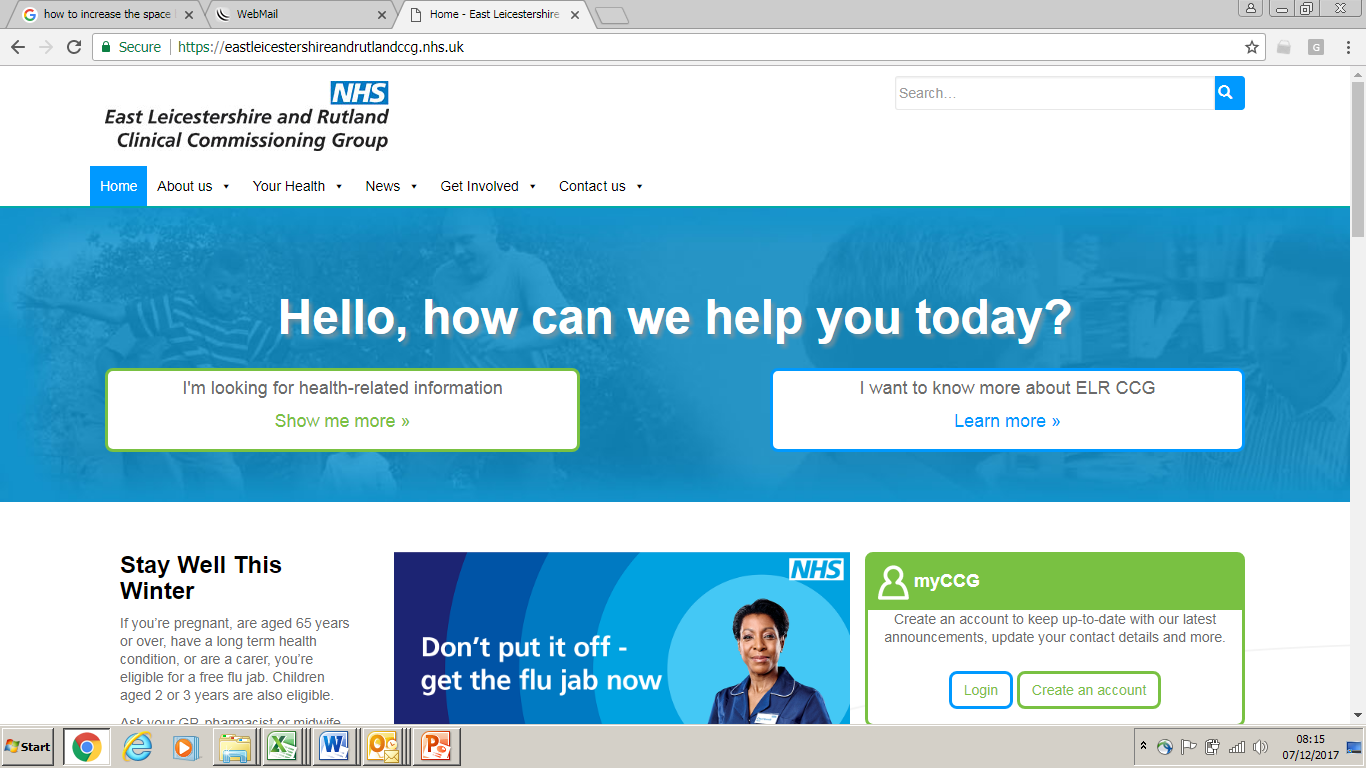 how to increase the space
WebMail
Home - East Leicestershire
Secure
https://eastleicestershireandrutlandccg.nhs.uk
G
NHS
East Leicestershire and Rutland
Clinical Commissioning Group
Search...
Home
About us
Your Health
News
Get Involved
Contact us
Hello, how can we help you today?
I'm looking for health-related information
Show me more »
I want to know more about ELR CCG
Learn more »
Stay Well This
Winter
If you're pregnant, are aged 65 years
or over, have a long term health
condition, or are a carer, you're
eligible for a free flu jab. Children
aged 2 or 3 years are also eligible.
Ask your GP, pharmacist or midwife
NHS
Don't put it off -
get the flu jab now
myCCG
Create an account to keep up-to-date with our latest
announcements, update your contact details and more.
Login
Create an account
Start
08:15
07/12/2017